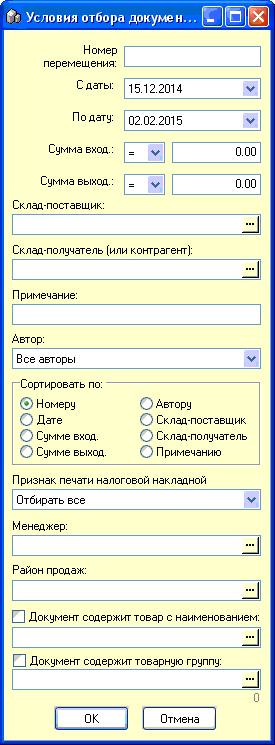 Условия отбора докумен...
Номер
перемещения:
С даты: 15.12.2014
По дату: 02.02.2015
Сумма вход.: = 0.00
Сумма выход.: = 0.00
Склад-поставщик:
...
Склад-получатель (или контрагент):
...
Примечание:
Автор:
Все авторы
Сортировать по:
Номеру Автору
Дате Склад-поставщик
Сумме вход. Склад-получатель
Сумме выход. Примечанию
Признак печати налоговой накладной
Отбирать все
Менеджер:
...
Район продаж:
...
Документ содержит товар с наименованием:
...
Документ содержит товарную группу:
...
0
OK Отмена